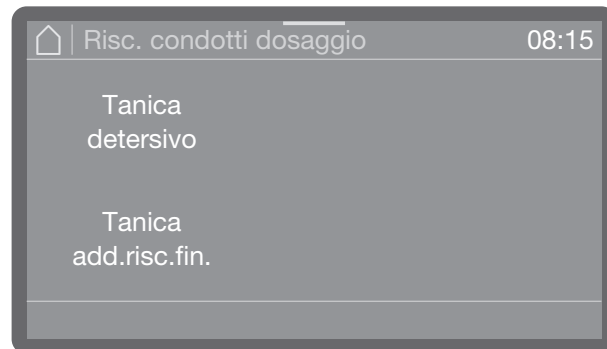 Risc. condotti dosaggio 08:15
Tanica
detersivo
Tanica
add.risc.fin.